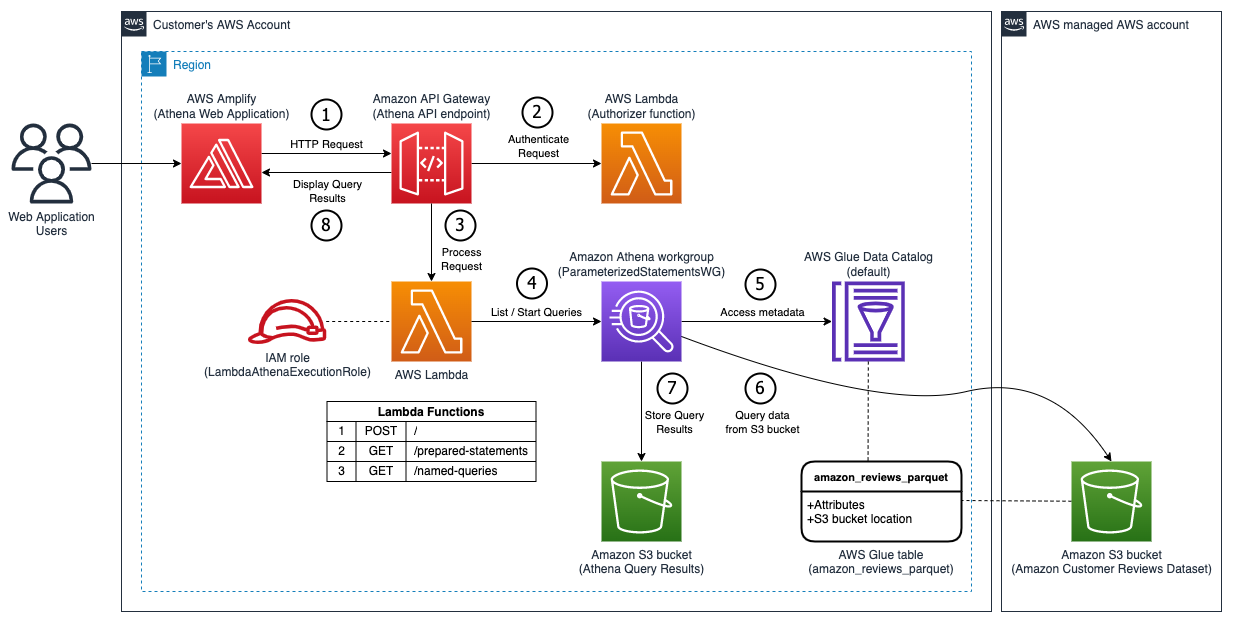 aws
Customer's AWS Account
aws
AWS managed AWS account
Region
AWS Amplify
(Athena Web Application)
1
HTTP Request
Amazon API Gateway
(Athena API endpoint)
2
Authenticate
Request
AWS Lambda
(Authorizer function)
</>
Display Query
Results
8
Web Application
Users
3
Process
Request
4
List / Start Queries
Amazon Athena workgroup
(ParameterizedStatementsWG)
5
Access metadata
AWS Glue Data Catalog
(default)
IAM role
(LambdaAthenaExecutionRole)
AWS Lambda
7
Store Query
Results
6
Query data
from S3 bucket
Lambda Functions
1 POST /
2 GET /prepared-statements
3 GET /named-queries
amazon_reviews_parquet
+Attributes
+S3 bucket location
Amazon S3 bucket
(Athena Query Results)
AWS Glue table
(amazon_reviews_parquet)
Amazon S3 bucket
(Amazon Customer Reviews Dataset)